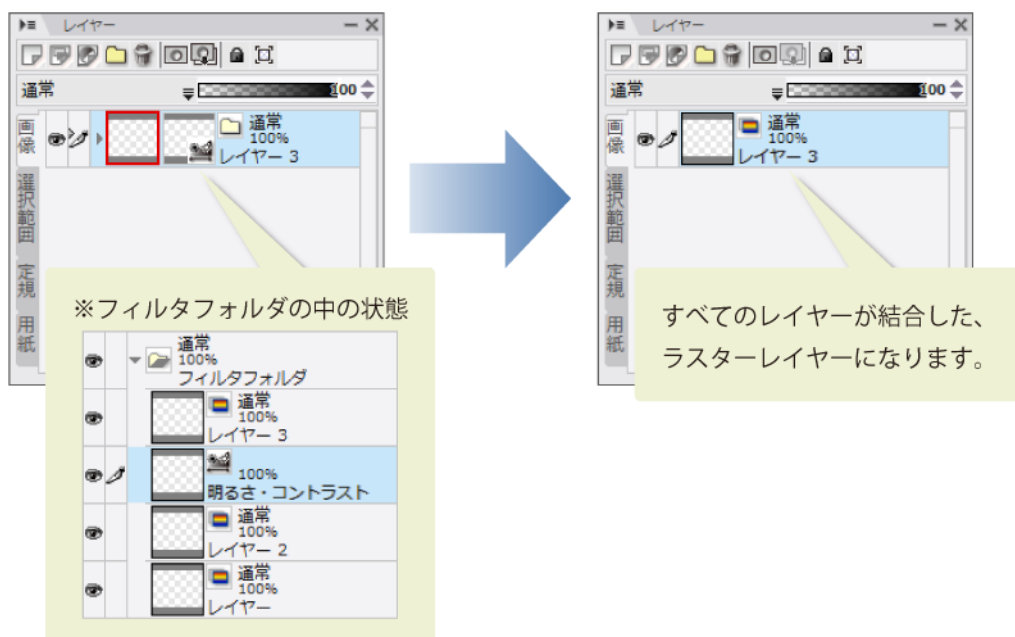 レイヤー
通常
100
画像
通常
100%
レイヤー 3
選択範囲
定規
用紙
※フィルタフォルダの中の状態
通常
100%
フィルタフォルダ
通常
100%
レイヤー 3
100%
明るさ・コントラスト
通常
100%
レイヤー 2
通常
100%
レイヤー
レイヤー
通常
100
画像
通常
100%
レイヤー 3
選択範囲
定規
用紙
すべてのレイヤーが結合した、
ラスターレイヤーになります。